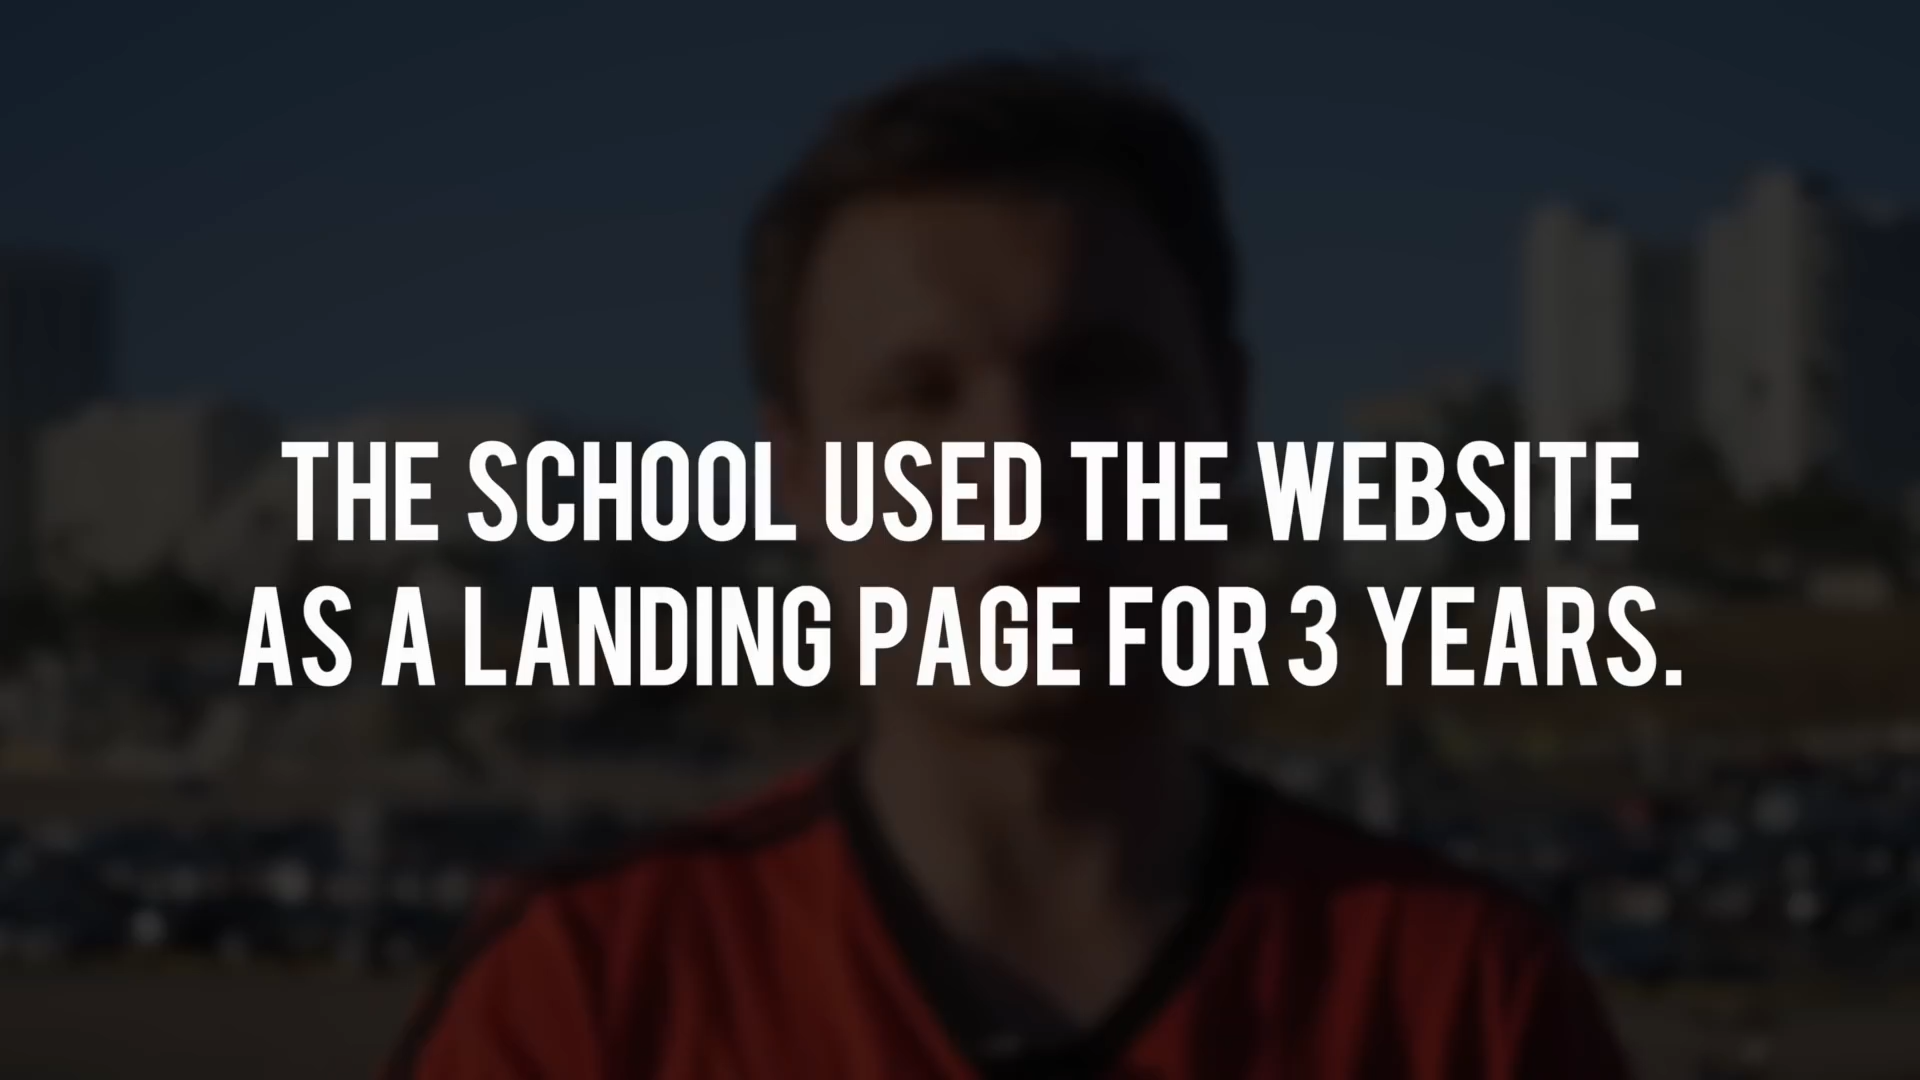 THE SCHOOL USED THE WEBSITE
AS A LANDING PAGE FOR 3 YEARS.